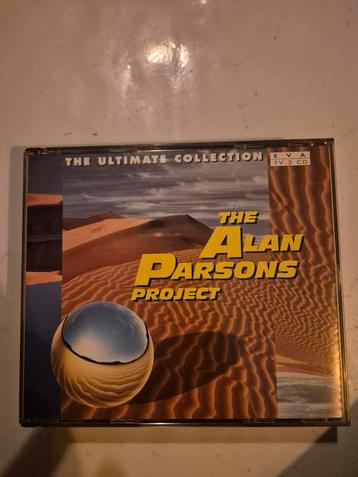 THE ULTIMATE COLLECTION
EVA
TV 2 CD
THE
ALAN
PARSONS
PROJECT